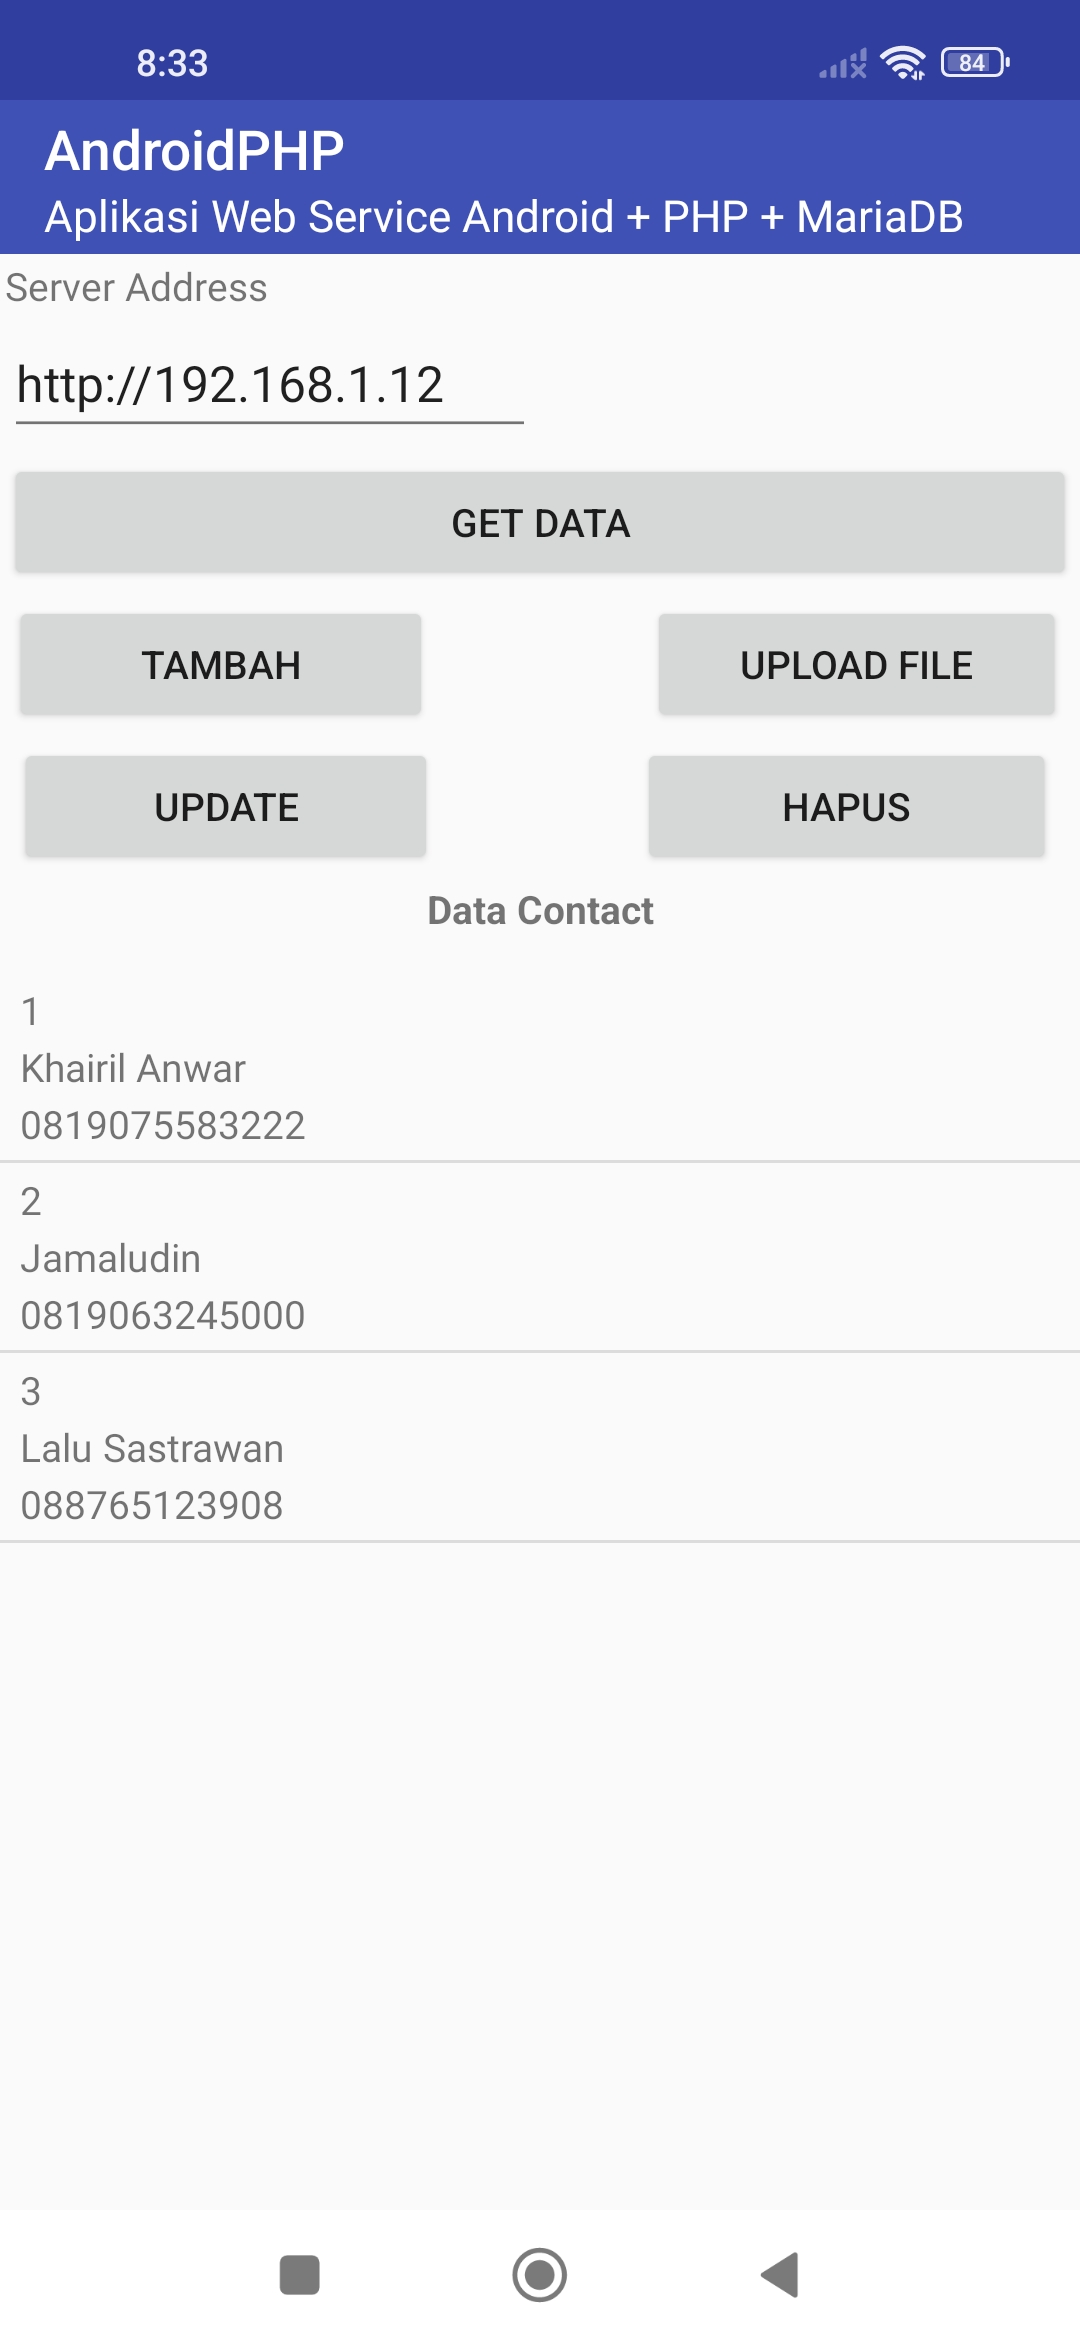 8:33
84
AndroidPHP
Aplikasi Web Service Android + PHP + MariaDB
Server Address
http://192.168.1.12
GET DATA
TAMBAH
UPLOAD FILE
UPDATE
HAPUS
Data Contact
1
Khairil Anwar
0819075583222
2
Jamaludin
0819063245000
3
Lalu Sastrawan
088765123908